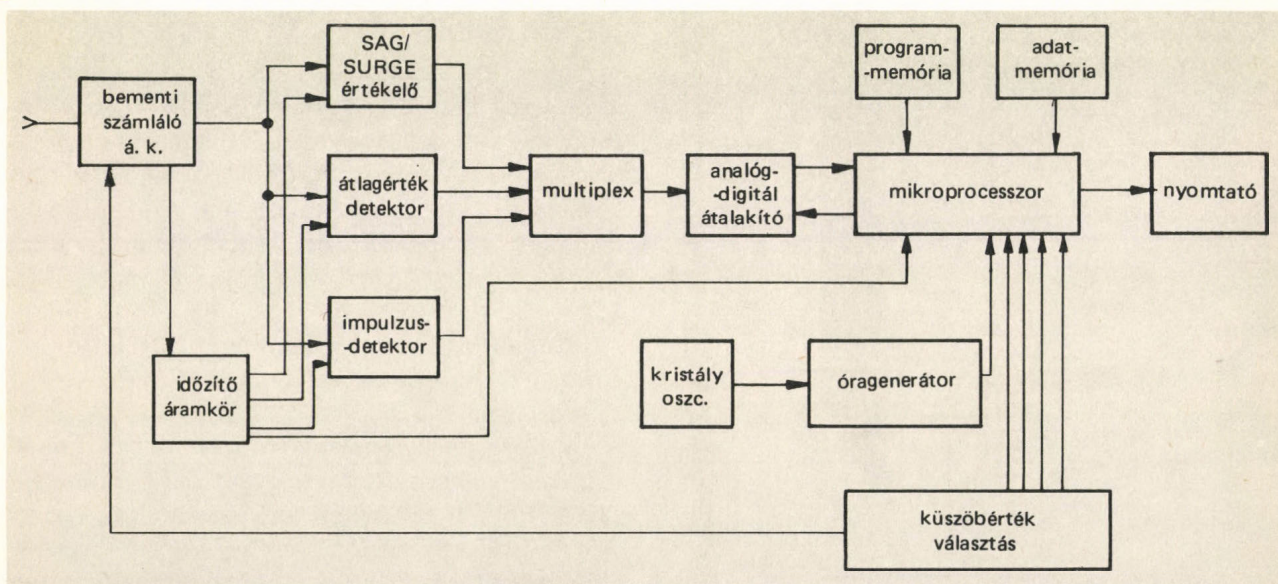 SAG/
SURGE
értékelő
bementi
számláló
á. k.
átlagérték
detektor
impulzus-
-detektor
időzítő
áramkör
multiplex
analóg-
-digitál
átalakító
program-
-memória
adat-
memória
mikroprocesszor
nyomtató
kristály
oszc.
óragenerátor
küszöbérték
választás